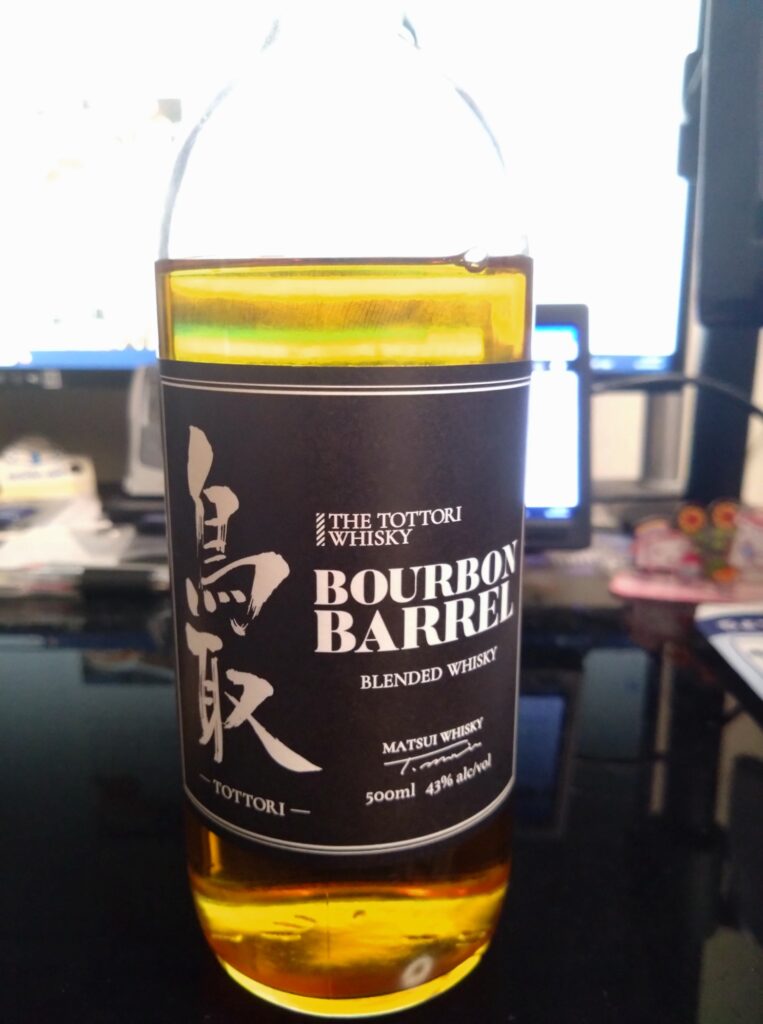 鳥取
— TOTTORI —
THE TOTTORI
WHISKY
BOURBON
BARREL
BLENDED WHISKY
MATSUI WHISKY
500ml 43% alc/vol